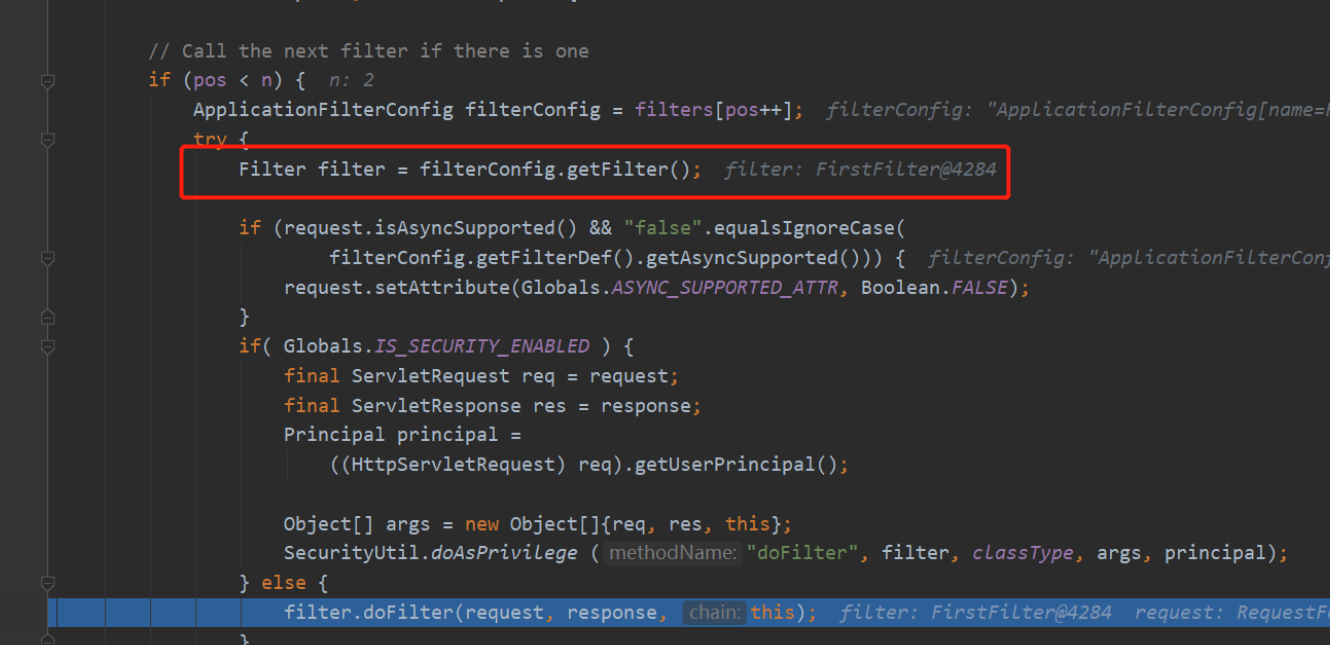 // Call the next filter if there is one
if (pos < n) { n: 2
ApplicationFilterConfig filterConfig = filters[pos++]; filterConfig: "ApplicationFilterConfig[name=
try {
Filter filter = filterConfig.getFilter(); filter: FirstFilter@4284
if (request.isAsyncSupported() && "false".equalsIgnoreCase(
filterConfig.getFilterDef().getAsyncSupported())) { filterConfig: "ApplicationFilterConf
request.setAttribute(Globals.ASYNC_SUPPORTED_ATTR, Boolean.FALSE);
}
if( Globals.IS_SECURITY_ENABLED ) {
final ServletRequest req = request;
final ServletResponse res = response;
Principal principal =
((HttpServletRequest) req).getUserPrincipal();
Object[] args = new Object[]{req, res, this};
SecurityUtil.doAsPrivilege ( methodName: "doFilter", filter, classType, args, principal);
} else {
filter.doFilter(request, response, chain: this); filter: FirstFilter@4284 request: RequestF
}